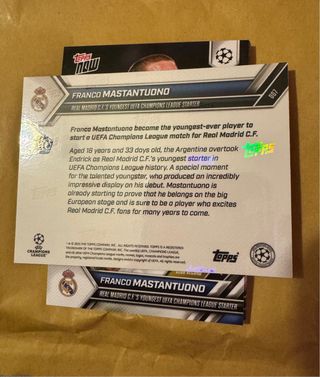 Topps
now
FRANCO MASTANTUONO
REAL MADRID C.F.'S YOUNGEST UEFA CHAMPIONS LEAGUE STARTER
007
Franco Mastantuono became the youngest-ever player to
start a UEFA Champions League match for Real Madrid C.F.
Aged 18 years and 33 days old, the Argentine overtook
Endrick as Real Madrid C.F.'s youngest starter in
UEFA Champions League history. A special moment
for the talented youngster, who produced an incredibly
impressive display on his debut. Mastantuono is
already starting to prove that he belongs on the big
European stage and is sure to be a player who excites
Real Madrid C.F. fans for many years to come.
UEFA
CHAMPIONS
LEAGUE
Topps
FRANCO MASTANTUONO
REAL MADRID C.F.'S YOUNGEST UEFA CHAMPIONS LEAGUE STARTER